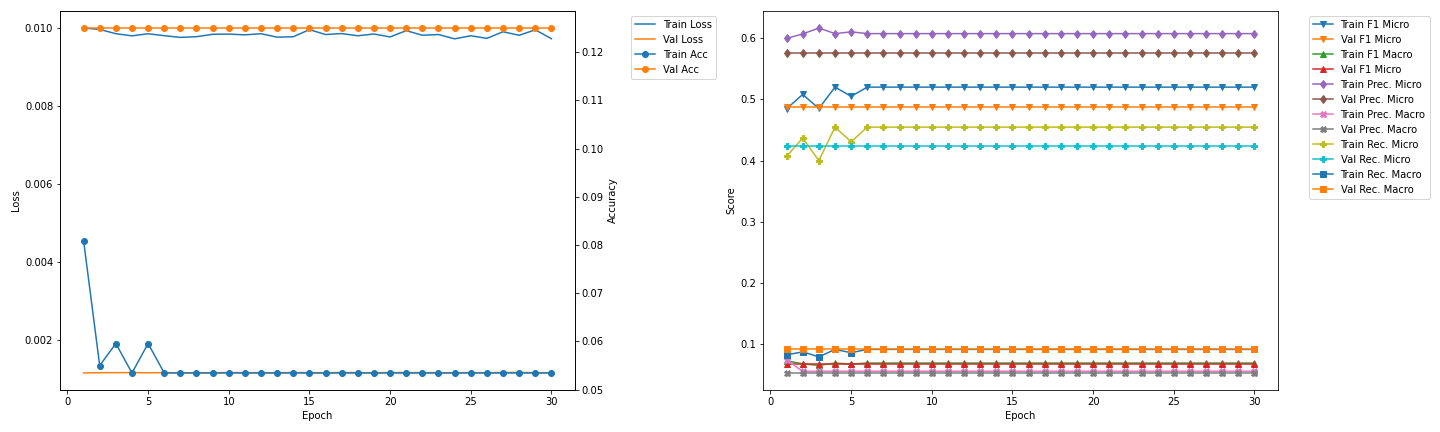 0.010
0.008
0.006
0.004
0.002
Loss
0
5
10
15
20
25
30
Epoch
0.12
0.11
0.10
0.09
0.08
0.07
0.06
0.05
Accuracy
Train Loss
Val Loss
Train Acc
Val Acc
0.6
0.5
0.4
0.3
0.2
0.1
Score
0
5
10
15
20
25
30
Epoch
Train F1 Micro
Val F1 Micro
Train F1 Macro
Val F1 Micro
Train Prec. Micro
Val Prec. Micro
Train Prec. Macro
Val Prec. Macro
Train Rec. Micro
Val Rec. Micro
Train Rec. Macro
Val Rec. Macro